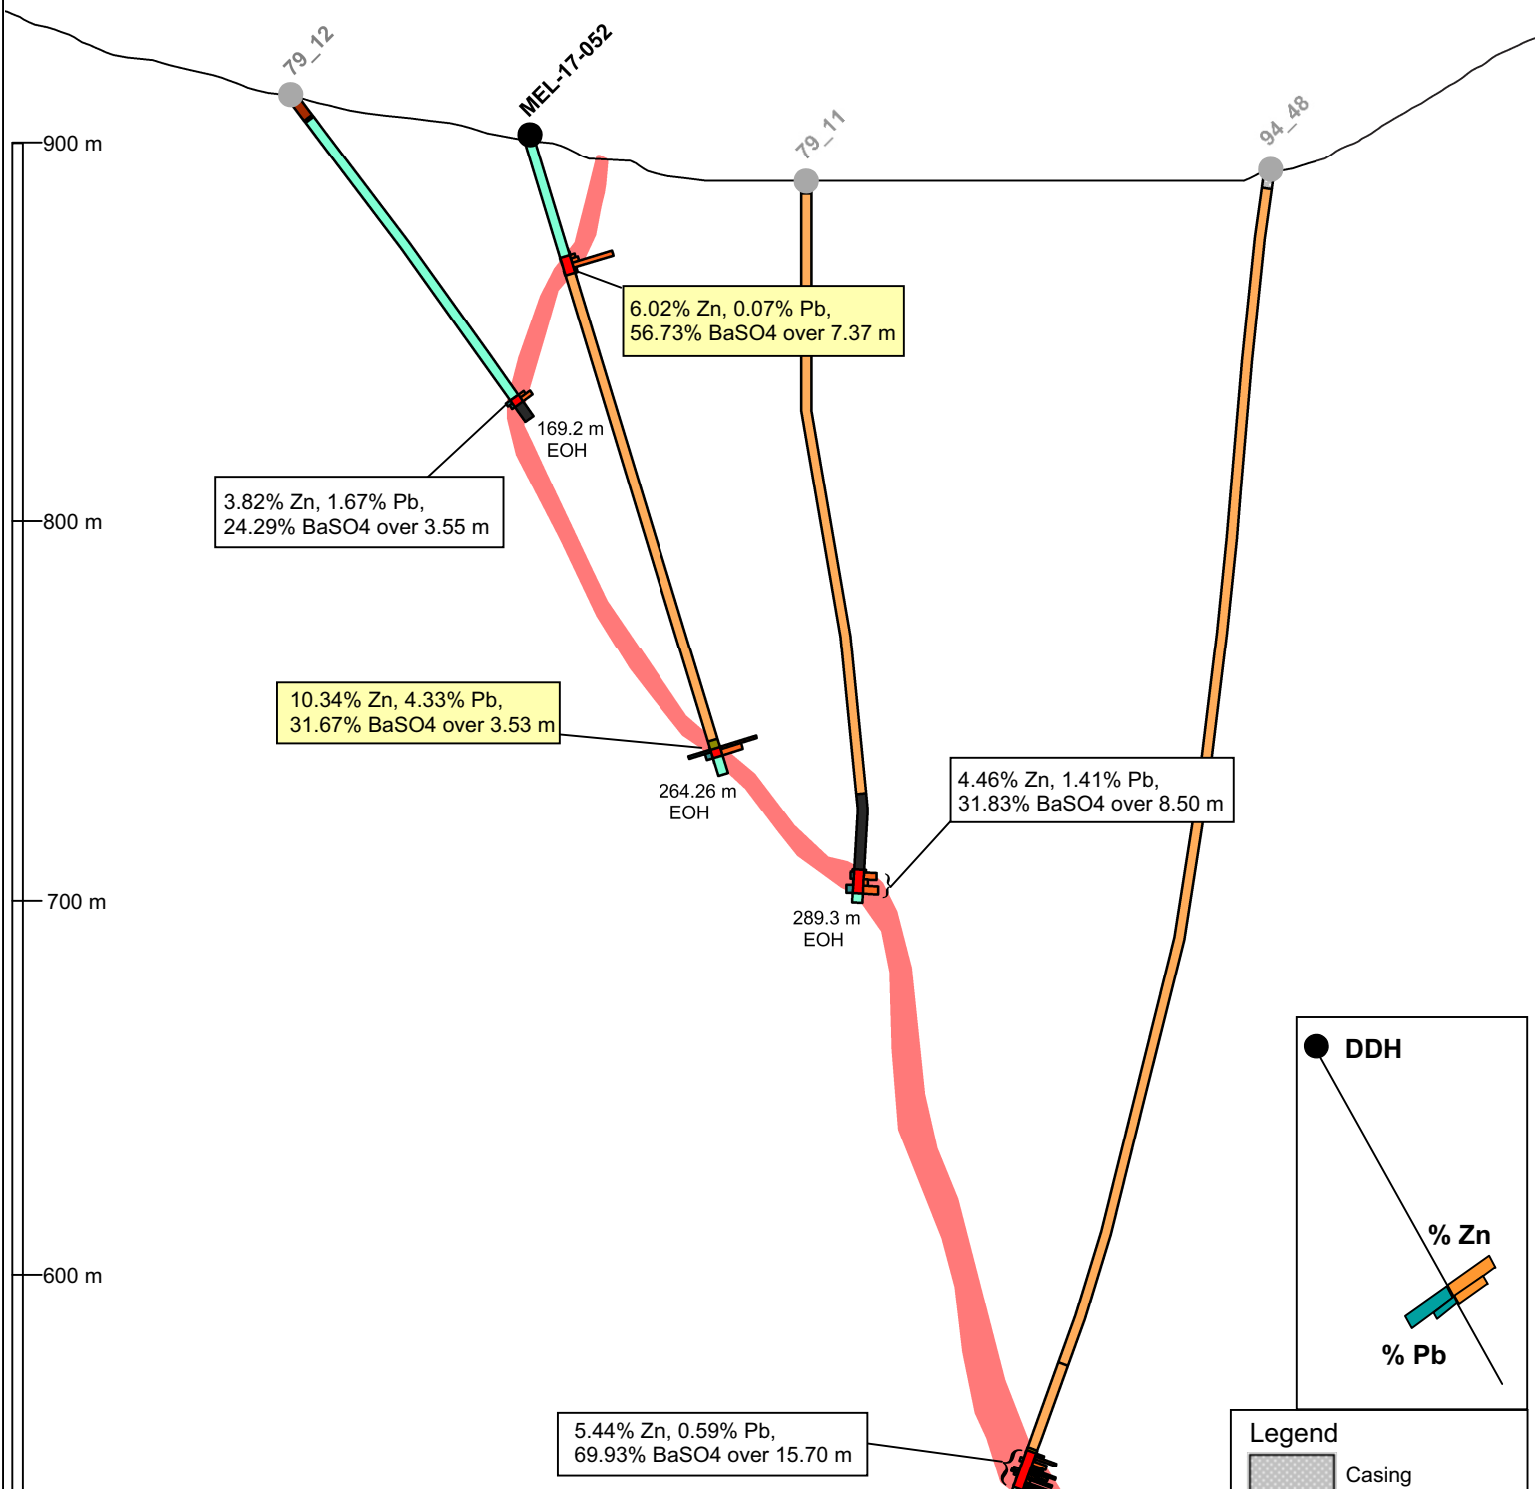 79_12
MEL-17-052
79_11
94_48
900 m
6.02% Zn, 0.07% Pb,
56.73% BaSO4 over 7.37 m
169.2 m
EOH
3.82% Zn, 1.67% Pb,
24.29% BaSO4 over 3.55 m
800 m
10.34% Zn, 4.33% Pb,
31.67% BaSO4 over 3.53 m
264.26 m
EOH
4.46% Zn, 1.41% Pb,
31.83% BaSO4 over 8.50 m
700 m
289.3 m
EOH
DDH
% Zn
% Pb
600 m
5.44% Zn, 0.59% Pb,
69.93% BaSO4 over 15.70 m
Legend
Casing